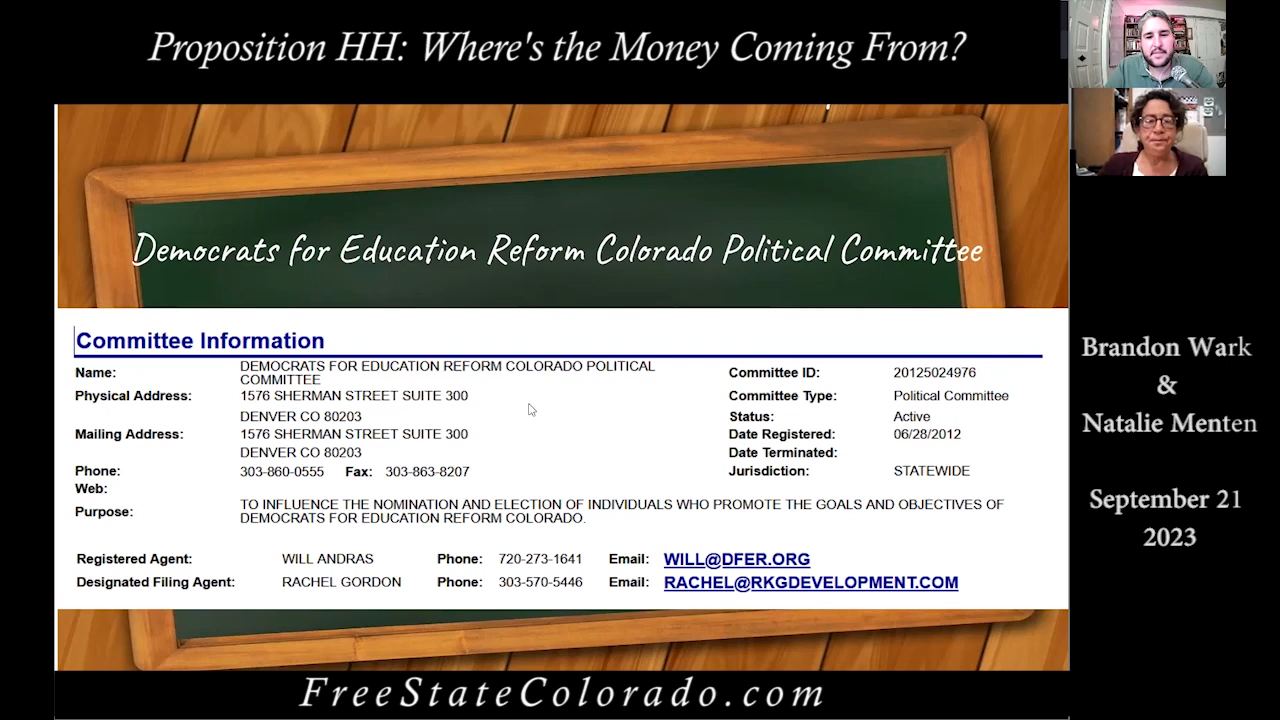 Proposition HH: Where's the Money Coming From?
Democrats for Education Reform Colorado Political Committee
Committee Information
Name: DEMOCRATS FOR EDUCATION REFORM COLORADO POLITICAL COMMITTEE
Physical Address: 1576 SHERMAN STREET SUITE 300
DENVER CO 80203
Mailing Address: 1576 SHERMAN STREET SUITE 300
DENVER CO 80203
Phone: 303-860-0555 Fax: 303-863-8207
Web:
Purpose: TO INFLUENCE THE NOMINATION AND ELECTION OF INDIVIDUALS WHO PROMOTE THE GOALS AND OBJECTIVES OF
DEMOCRATS FOR EDUCATION REFORM COLORADO.
Committee ID: 20125024976
Committee Type: Political Committee
Status: Active
Date Registered: 06/28/2012
Date Terminated:
Jurisdiction: STATEWIDE
Registered Agent: WILL ANDRAS Phone: 720-273-1641 Email: WILL@DFER.ORG
Designated Filing Agent: RACHEL GORDON Phone: 303-570-5446 Email: RACHEL@RKGDEVELOPMENT.COM
Brandon Wark
&
Natalie Menten
September 21
2023
FreeStateColorado.com